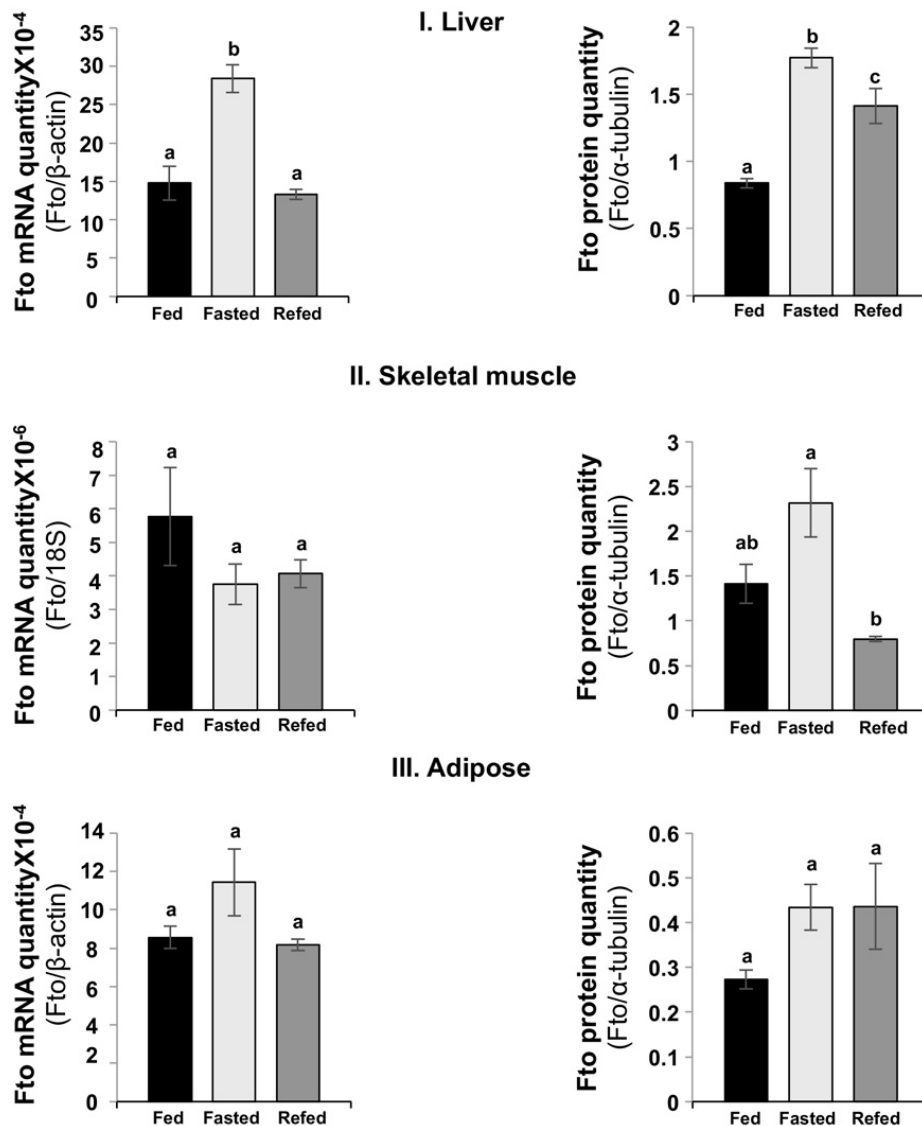 I. Liver
Fto mRNA quantityX10⁻⁴
(Fto/β-actin)
35
30
25
20
15
10
5
0
a
b
a
Fed
Fasted
Refed
Fto protein quantity
(Fto/α-tubulin)
2
1.5
1
0.5
0
a
b
c
Fed
Fasted
Refed
II. Skeletal muscle
Fto mRNA quantityX10⁻⁶
(Fto/18S)
8
7
6
5
4
3
2
1
0
a
a
a
Fed
Fasted
Refed
Fto protein quantity
(Fto/α-tubulin)
3
2.5
2
1.5
1
0.5
0
ab
a
b
Fed
Fasted
Refed
III. Adipose
Fto mRNA quantityX10⁻⁴
(Fto/β-actin)
14
12
10
8
6
4
2
0
a
a
a
Fed
Fasted
Refed
Fto protein quantity
(Fto/α-tubulin)
0.6
0.5
0.4
0.3
0.2
0.1
0
a
a
a
Fed
Fasted
Refed